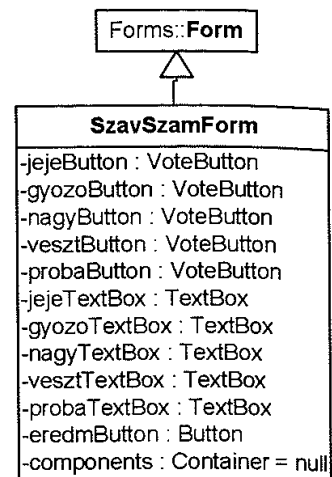 Forms::Form
SzavSzamForm
-jejeButton : VoteButton
-gyozoButton : VoteButton
-nagyButton : VoteButton
-vesztButton : VoteButton
-probaButton : VoteButton
-jejeTextBox : TextBox
-gyozoTextBox : TextBox
-nagyTextBox : TextBox
-vesztTextBox : TextBox
-probaTextBox : TextBox
-eredmButton : Button
-components : Container = null